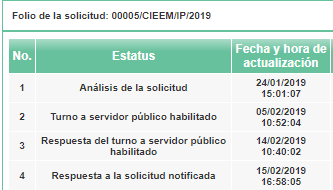 Folio de la solicitud: 00005/CIEEM/IP/2019
No. Estatus Fecha y hora de
actualización
1 Análisis de la solicitud 24/01/2019
15:01:07
2 Turno a servidor público habilitado 05/02/2019
10:52:04
3 Respuesta del turno a servidor público
habilitado 14/02/2019
10:40:02
4 Respuesta a la solicitud notificada 15/02/2019
16:58:05